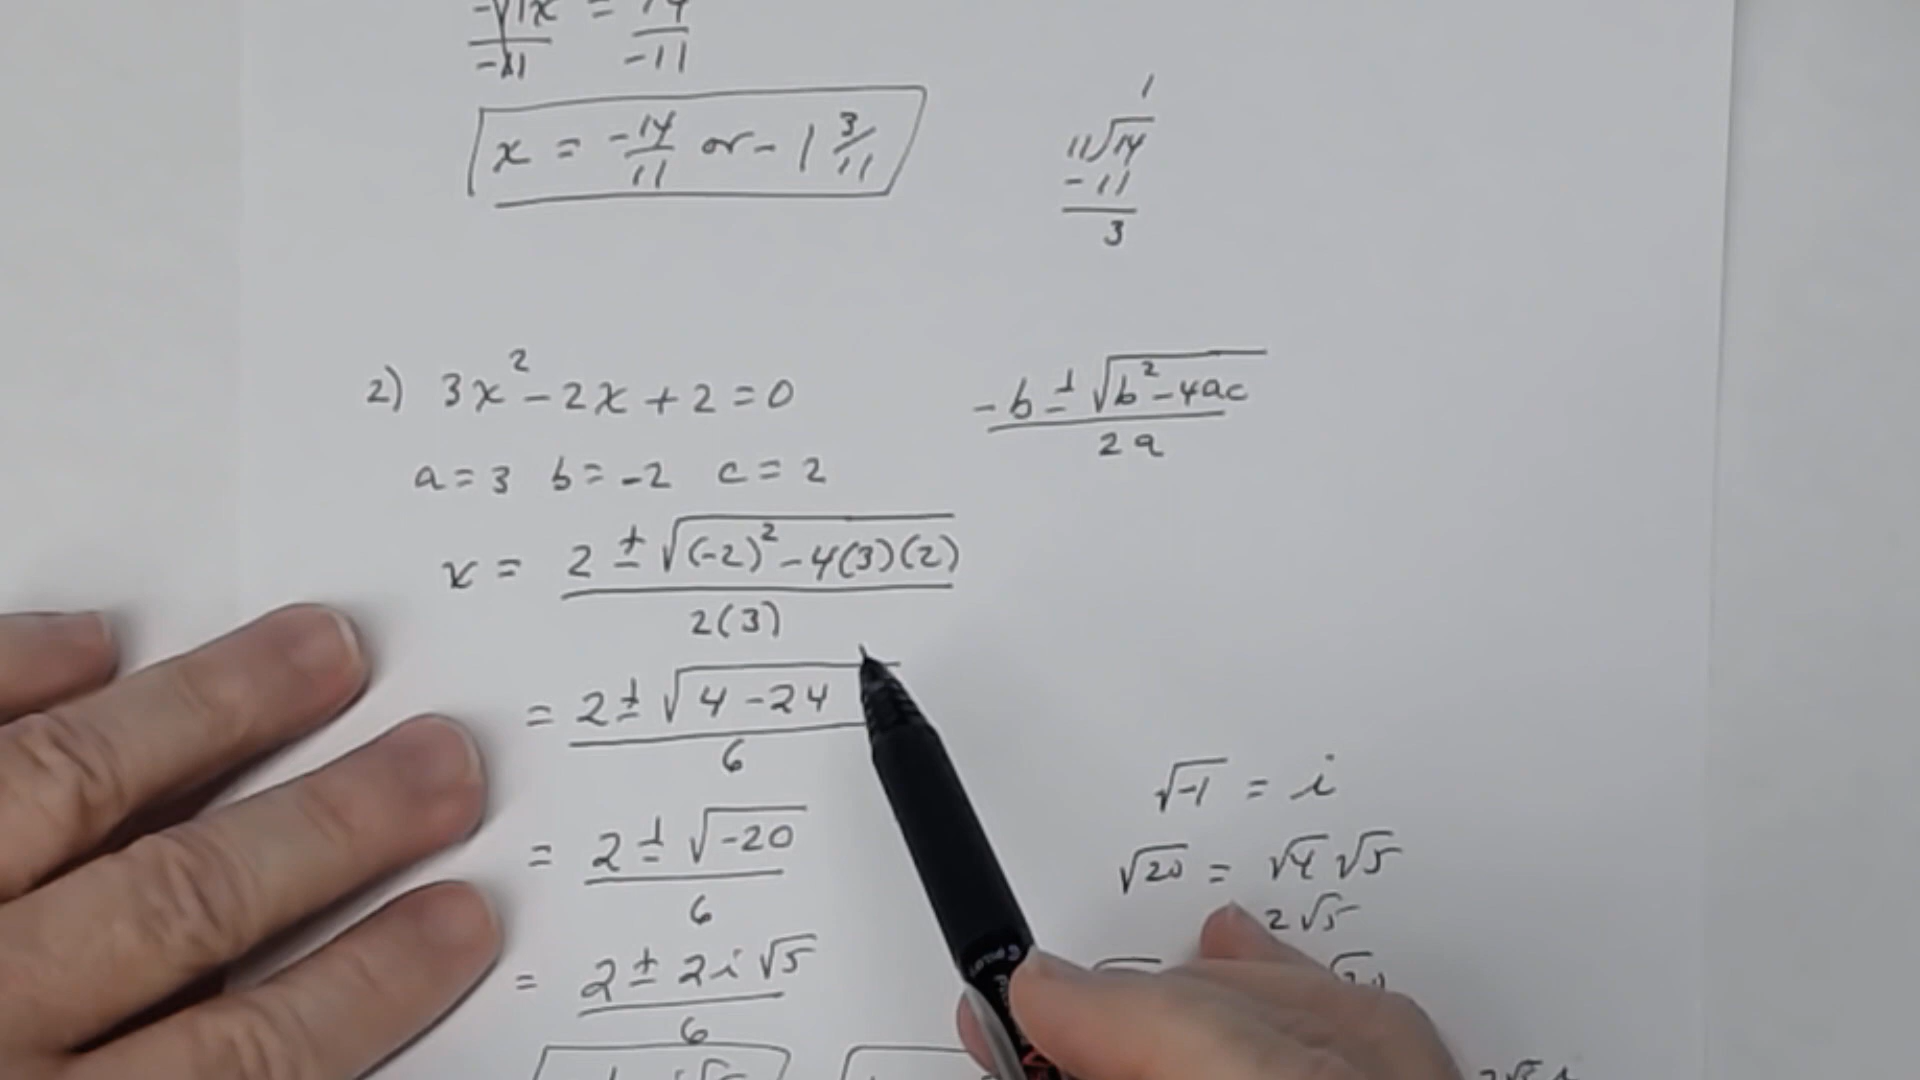 -11x = 14
-11 -11
x = -14/11 or - 1 3/11
1
11√14
- 11
3
2) 3x² - 2x + 2 = 0
-b ± √b² - 4ac
2a
a = 3 b = -2 c = 2
x = 2 ± √(-2)² - 4(3)(2)
2(3)
= 2 ± √4 - 24
6
= 2 ± √-20
6
= 2 ± 2i√5
6
√-1 = i
√20 = √4 √5
2√5